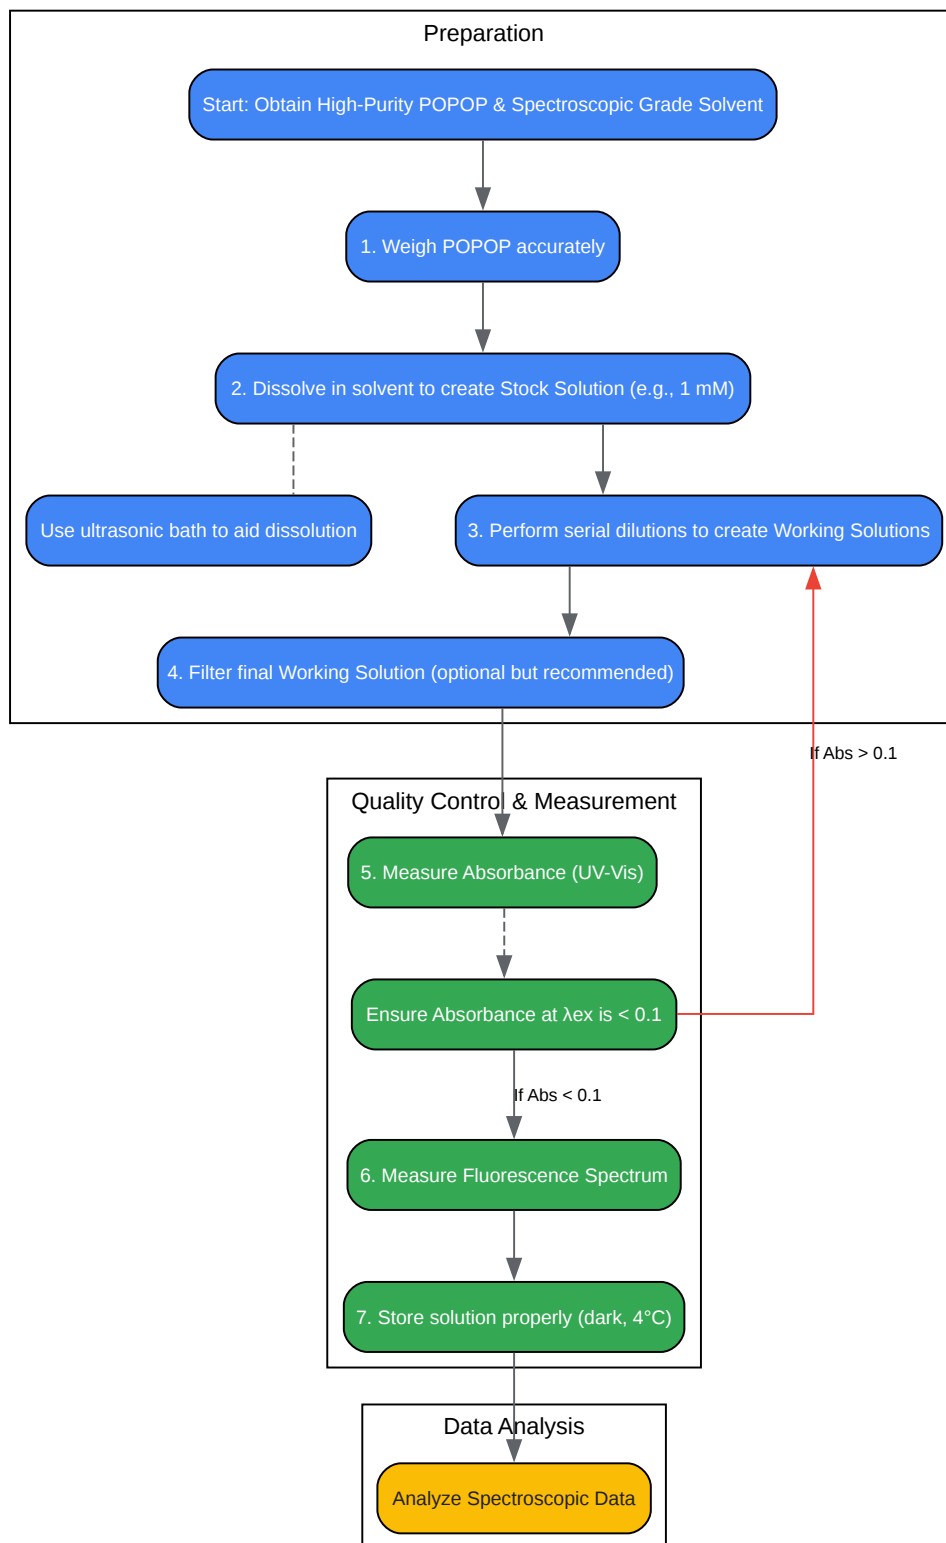 Preparation
Start: Obtain High-Purity POPOP & Spectroscopic Grade Solvent
1. Weigh POPOP accurately
2. Dissolve in solvent to create Stock Solution (e.g., 1 mM)
Use ultrasonic bath to aid dissolution
3. Perform serial dilutions to create Working Solutions
4. Filter final Working Solution (optional but recommended)
If Abs > 0.1
Quality Control & Measurement
5. Measure Absorbance (UV-Vis)
Ensure Absorbance at λex is < 0.1
If Abs < 0.1
6. Measure Fluorescence Spectrum
7. Store solution properly (dark, 4°C)
Data Analysis
Analyze Spectroscopic Data